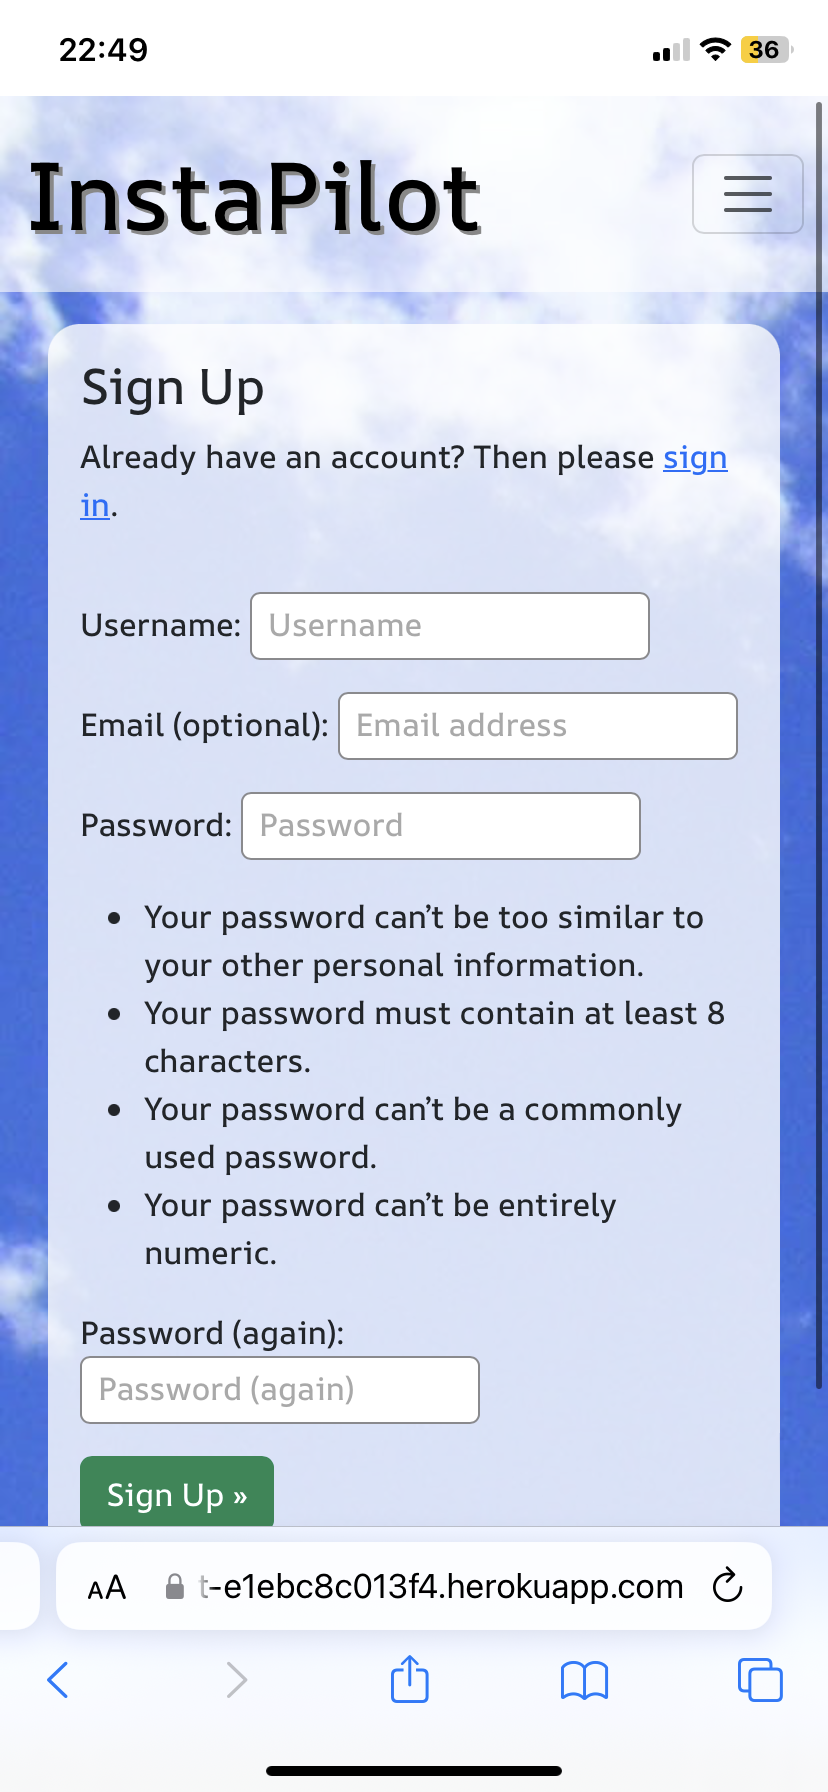 22:49
36
InstaPilot
Sign Up
Already have an account? Then please sign
in.
Username: Username
Email (optional): Email address
Password: Password
• Your password can’t be too similar to
your other personal information.
• Your password must contain at least 8
characters.
• Your password can’t be a commonly
used password.
• Your password can’t be entirely
numeric.
Password (again):
Password (again)
Sign Up »
AA t-e1ebc8c013f4.herokuapp.com